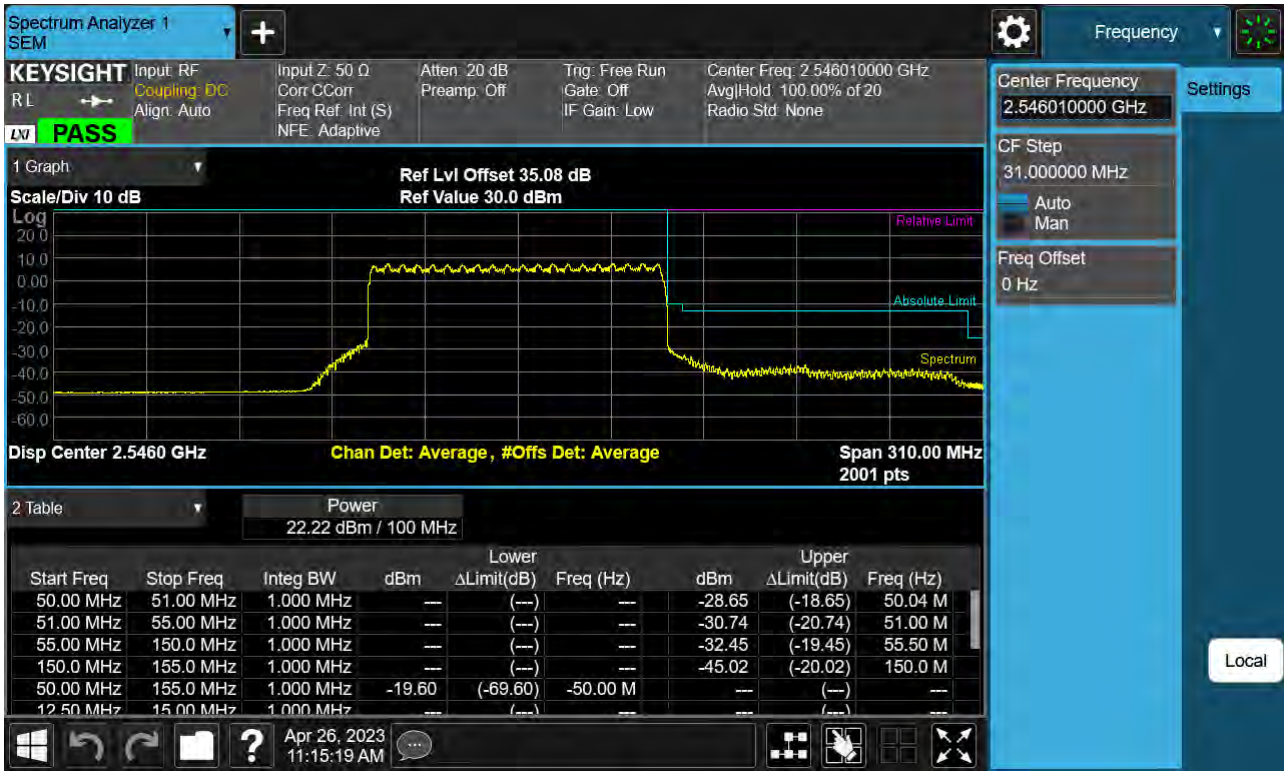 Spectrum Analyzer 1
SEM
Frequency
KEYSIGHT
R L
LXI
PASS
Input: RF
Coupling: DC
Align: Auto
Input Z: 50 Ω
Corr CCorr
Freq Ref: Int (S)
NFE: Adaptive
Atten: 20 dB
Preamp: Off
Trig: Free Run
Gate: Off
IF Gain: Low
Center Freq: 2.546010000 GHz
Avg|Hold: 100.00% of 20
Radio Std: None
Center Frequency
2.546010000 GHz
Settings
CF Step
31.000000 MHz
Auto
Man
Freq Offset
0 Hz
1 Graph
Scale/Div 10 dB
Ref Lvl Offset 35.08 dB
Ref Value 30.0 dBm
Log
20.0
10.0
0.00
-10.0
-20.0
-30.0
-40.0
-50.0
-60.0
Relative Limit
Absolute Limit
Spectrum
Disp Center 2.5460 GHz
Chan Det: Average, #Offs Det: Average
Span 310.00 MHz
2001 pts
2 Table
Power
22.22 dBm / 100 MHz
Lower Upper
Start Freq Stop Freq Integ BW dBm ΔLimit(dB) Freq (Hz) dBm ΔLimit(dB) Freq (Hz)
50.00 MHz 51.00 MHz 1.000 MHz --- (---) --- -28.65 (-18.65) 50.04 M
51.00 MHz 55.00 MHz 1.000 MHz --- (---) --- -30.74 (-20.74) 51.00 M
55.00 MHz 150.0 MHz 1.000 MHz --- (---) --- -32.45 (-19.45) 55.50 M
150.0 MHz 155.0 MHz 1.000 MHz --- (---) --- -45.02 (-20.02) 150.0 M
50.00 MHz 155.0 MHz 1.000 MHz -19.60 (-69.60) -50.00 M --- (---) ---
12.50 MHz 15.00 MHz 1.000 MHz --- (---) --- --- (---) ---
Local
?
Apr 26, 2023
11:15:19 AM